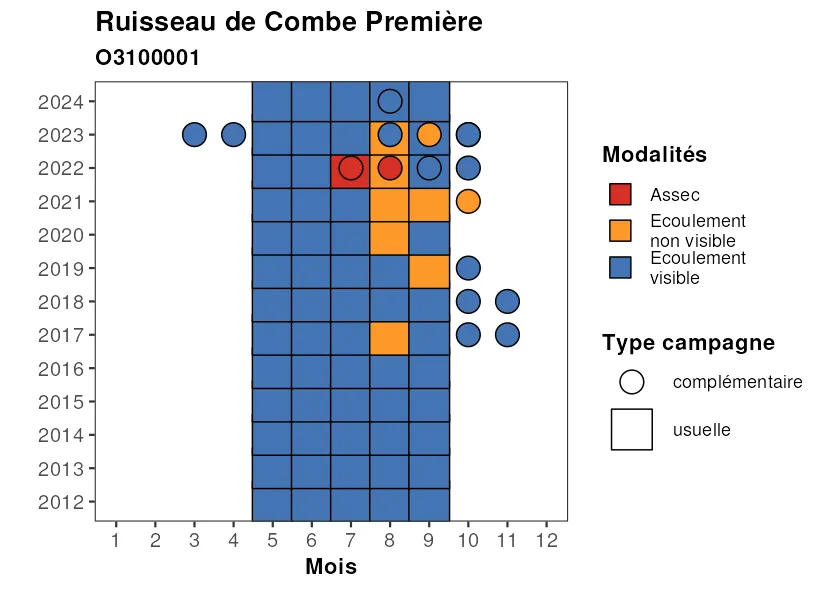 Ruisseau de Combe Première
O3100001
2024
2023
2022
2021
2020
2019
2018
2017
2016
2015
2014
2013
2012
1 2 3 4 5 6 7 8 9 10 11 12
Mois
Modalités
Assec
Ecoulement
non visible
Ecoulement
visible
Type campagne
complémentaire
usuelle